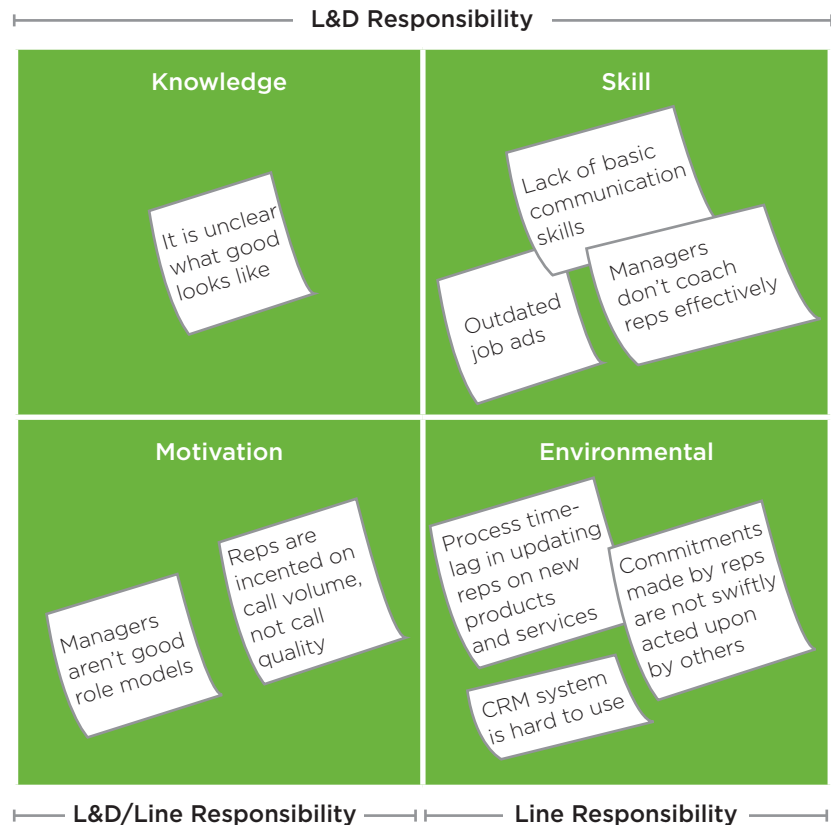 L&D Responsibility
Knowledge
It is unclear
what good
looks like
Skill
Lack of basic
communication
skills
Outdated
job ads
Managers
don't coach
reps effectively
Motivation
Managers
aren't good
role models
Reps are
incented on
call volume,
not call
quality
Environmental
Process time-
lag in updating
reps on new
products
and services
Commitments
made by reps
are not swiftly
acted upon
by others
CRM system
is hard to use
L&D/Line Responsibility
Line Responsibility